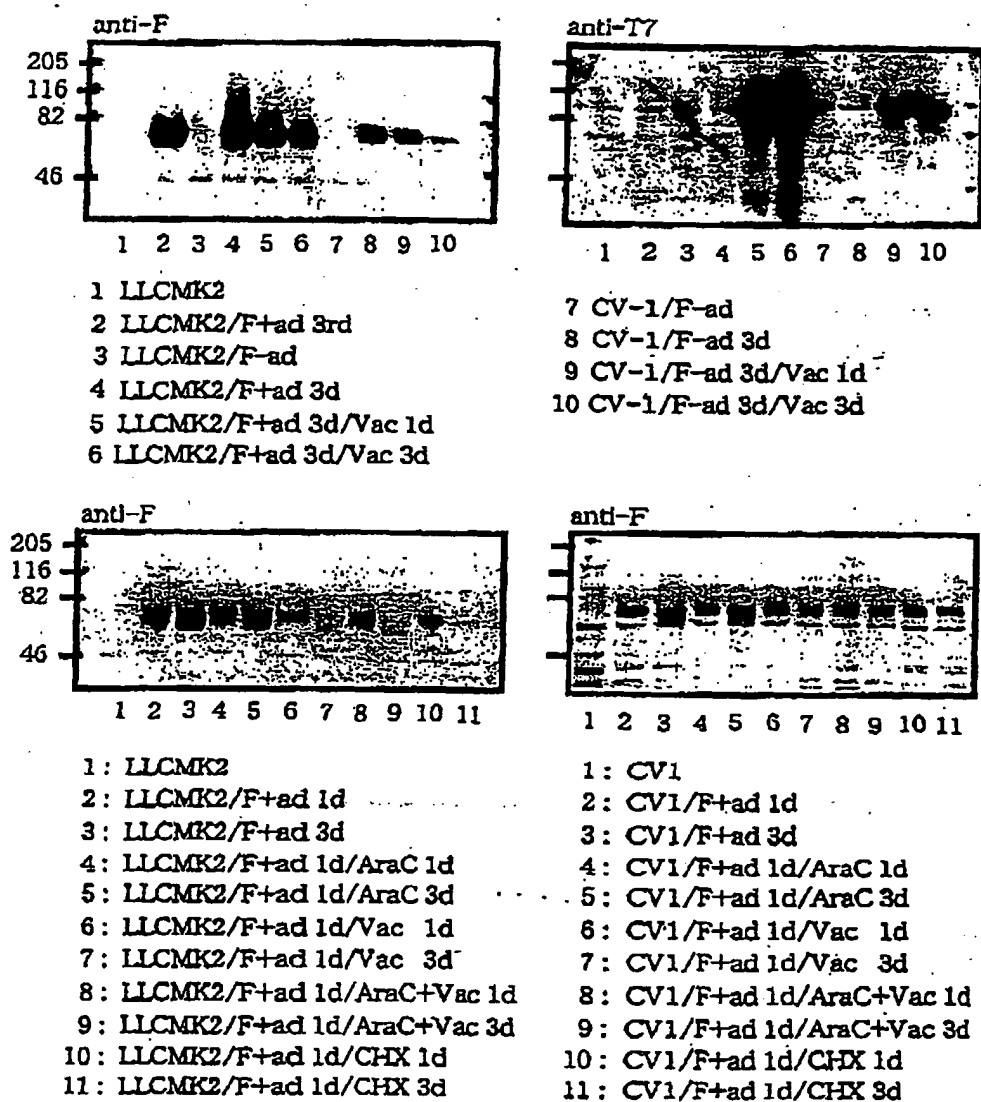 anti-F
205
116
82
46
1 2 3 4 5 6 7 8 9 10
1 LLCMK2
2 LLCMK2/F+ad 3rd
3 LLCMK2/F-ad
4 LLCMK2/F+ad 3d
5 LLCMK2/F+ad 3d/Vac 1d
6 LLCMK2/F+ad 3d/Vac 3d
anti-T7
1 2 3 4 5 6 7 8 9 10
7 CV-1/F-ad
8 CV-1/F-ad 3d
9 CV-1/F-ad 3d/Vac 1d
10 CV-1/F-ad 3d/Vac 3d
anti-F
205
116
82
46
1 2 3 4 5 6 7 8 9 10 11
1: LLCMK2
2: LLCMK2/F+ad 1d
3: LLCMK2/F+ad 3d
4: LLCMK2/F+ad 1d/AraC 1d
5: LLCMK2/F+ad 1d/AraC 3d
6: LLCMK2/F+ad 1d/Vac 1d
7: LLCMK2/F+ad 1d/Vac 3d
8: LLCMK2/F+ad 1d/AraC+Vac 1d
9: LLCMK2/F+ad 1d/AraC+Vac 3d
10: LLCMK2/F+ad 1d/CHX 1d
11: LLCMK2/F+ad 1d/CHX 3d
anti-F
1 2 3 4 5 6 7 8 9 10 11
1: CV1
2: CV1/F+ad 1d
3: CV1/F+ad 3d
4: CV1/F+ad 1d/AraC 1d
5: CV1/F+ad 1d/AraC 3d
6: CV1/F+ad 1d/Vac 1d
7: CV1/F+ad 1d/Vac 3d
8: CV1/F+ad 1d/AraC+Vac 1d
9: CV1/F+ad 1d/AraC+Vac 3d
10: CV1/F+ad 1d/CHX 1d
11: CV1/F+ad 1d/CHX 3d